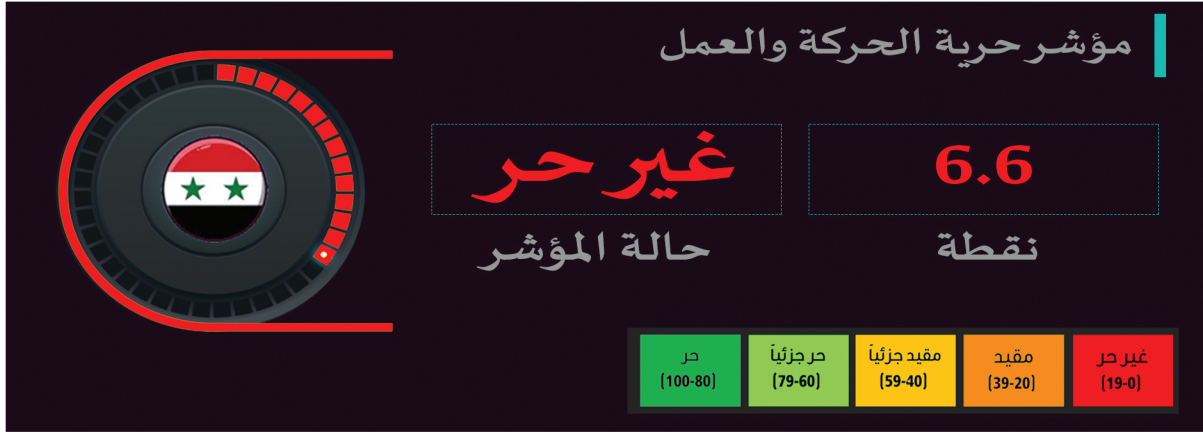 مؤشر حرية الحركة والعمل
6.6
نقطة
غير حر
حالة المؤشر
غير حر
(19-0)
مقيد
(39-20)
مقيد جزئياً
(59-40)
حر جزئياً
(79-60)
حر
(100-80)